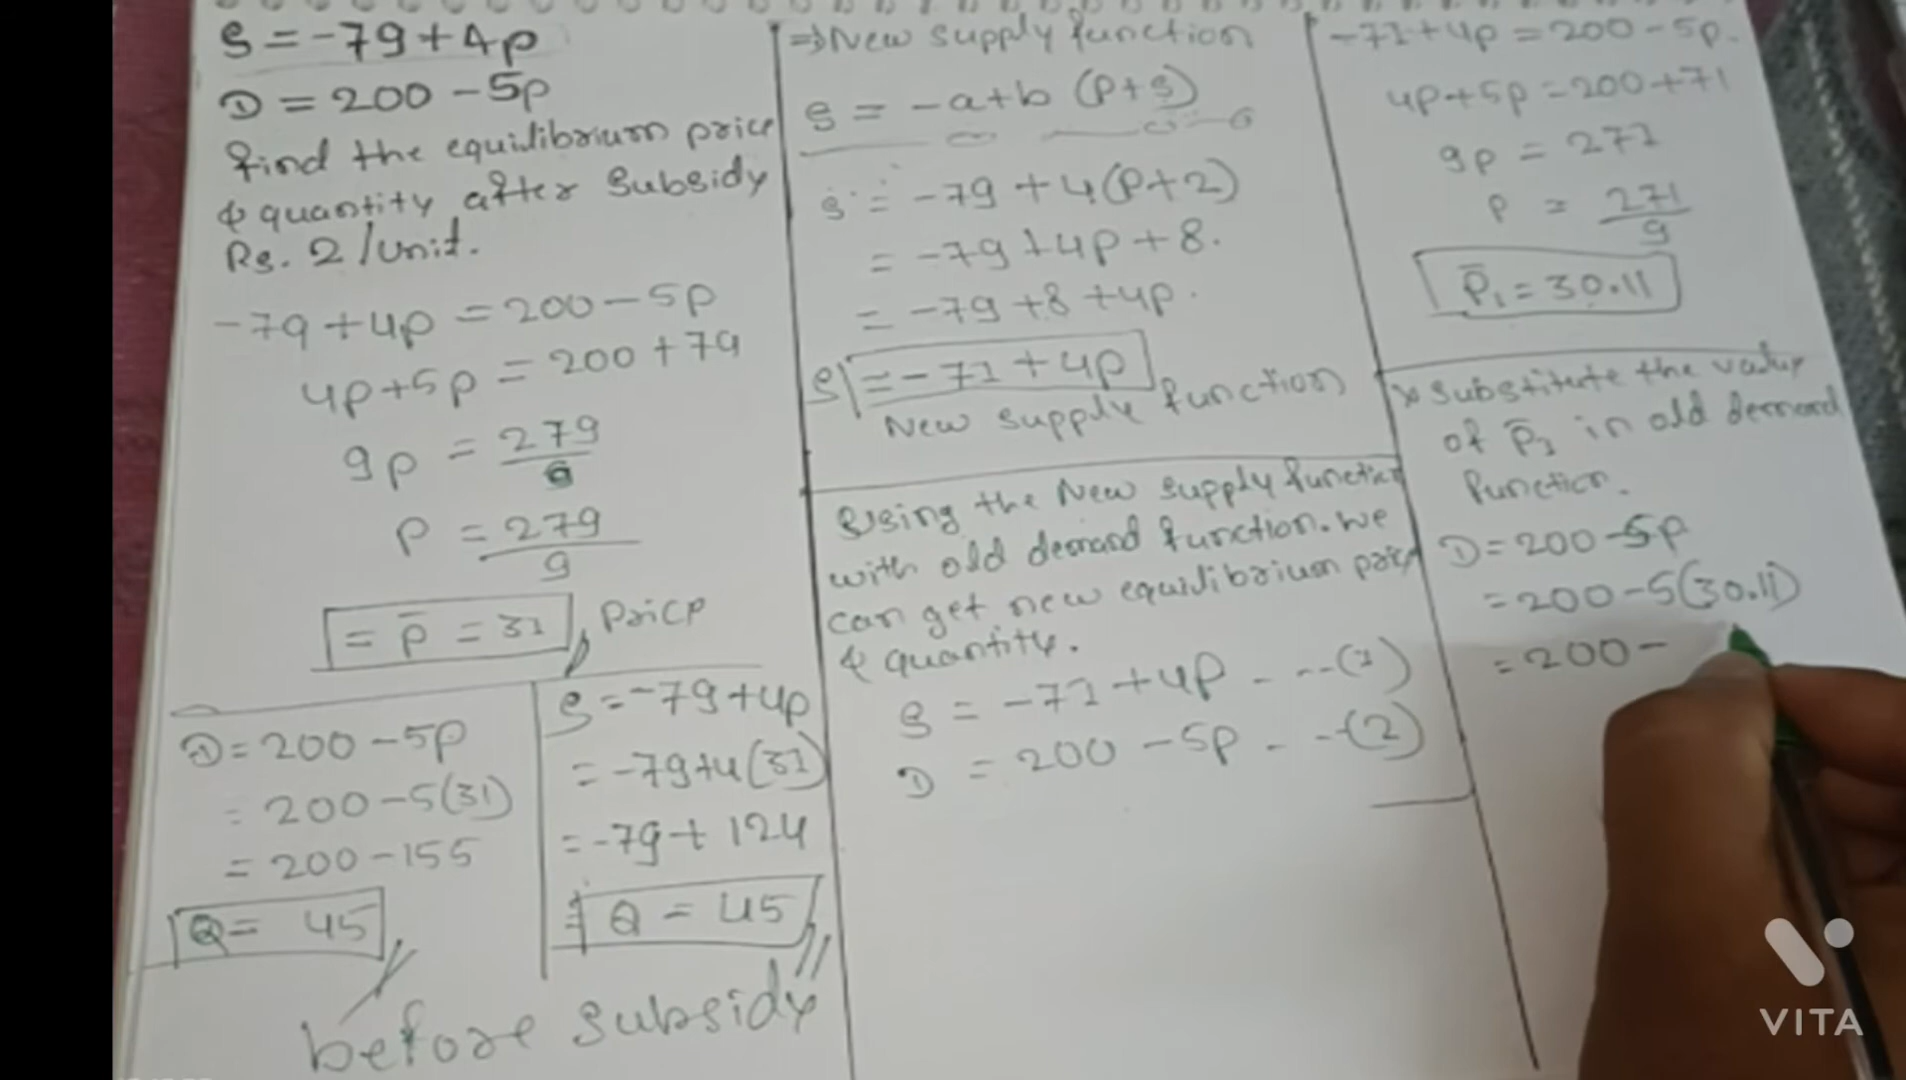 S = -79 + 4p
D = 200 - 5p
find the equilibrium price
& quantity after subsidy
Rs. 2 / unit.
-79 + 4p = 200 - 5p
4p + 5p = 200 + 79
9p = 279/9
P = 279/9
= p̄ = 31, Price
D = 200 - 5p
= 200 - 5(31)
= 200 - 155
Q = 45
S = -79 + 4p
= -79 + 4(31)
= -79 + 124
= Q = 45
before subsidy
⇒ New supply function
S = -a + b (P + s)
S = -79 + 4(P + 2)
= -79 + 4p + 8.
= -79 + 8 + 4p.
S = -71 + 4p
New supply function
Using the New supply function
with old demand function. we
can get new equilibrium price
& quantity.
S = -71 + 4p - - - (1)
D = 200 - 5p - - - (2)
-71 + 4p = 200 - 5p.
4p + 5p = 200 + 71
9p = 271
P = 271/9
P̄₁ = 30.11
Substitute the value
of P̄₁ in old demand
function.
D = 200 - 5p
= 200 - 5(30.11)
= 200 -
VITA